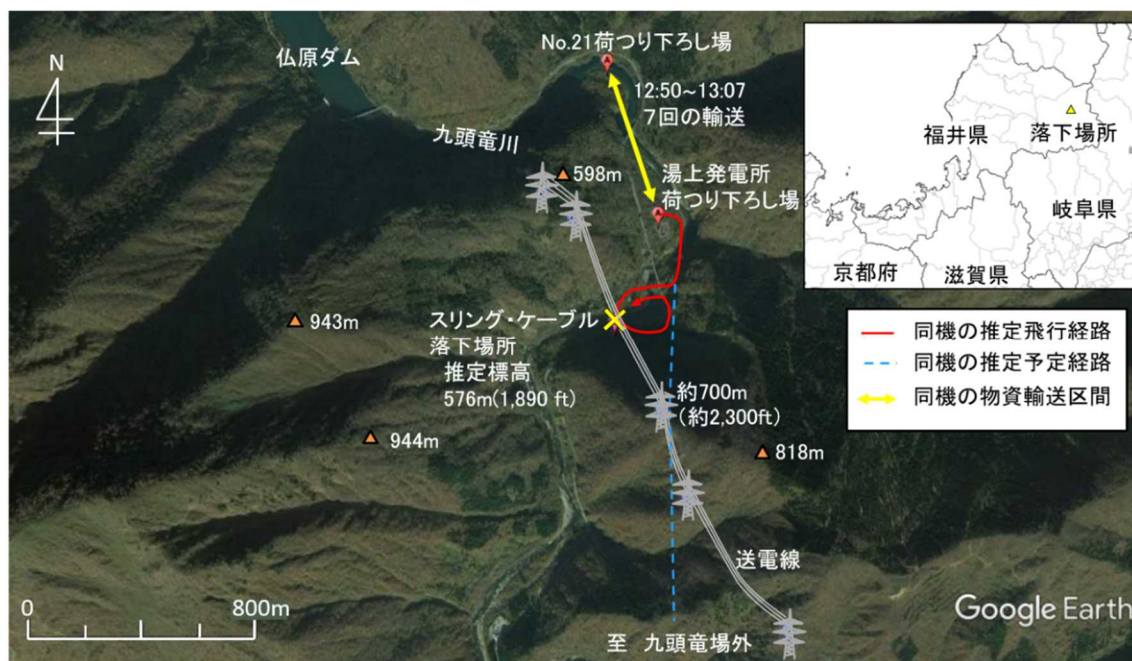 No.21荷つり下ろし場
仏原ダム
N
12:50~13:07
7回の輸送
九頭竜川
598m
湯上発電所
荷つり下ろし場
福井県
落下場所
岐阜県
京都府
滋賀県
943m
スリング・ケーブル
落下場所
推定標高
576m(1,890 ft)
約700m
(約2,300ft)
944m
818m
同機の推定飛行経路
同機の推定予定経路
同機の物資輸送区間
送電線
0
800m
至 九頭竜場外
Google Earth